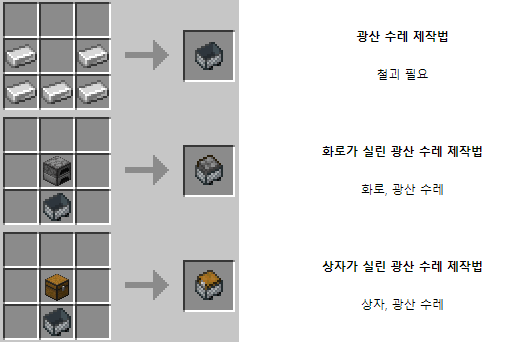 광산 수레 제작법
철괴 필요
화로가 실린 광산 수레 제작법
화로, 광산 수레
상자가 실린 광산 수레 제작법
상자, 광산 수레